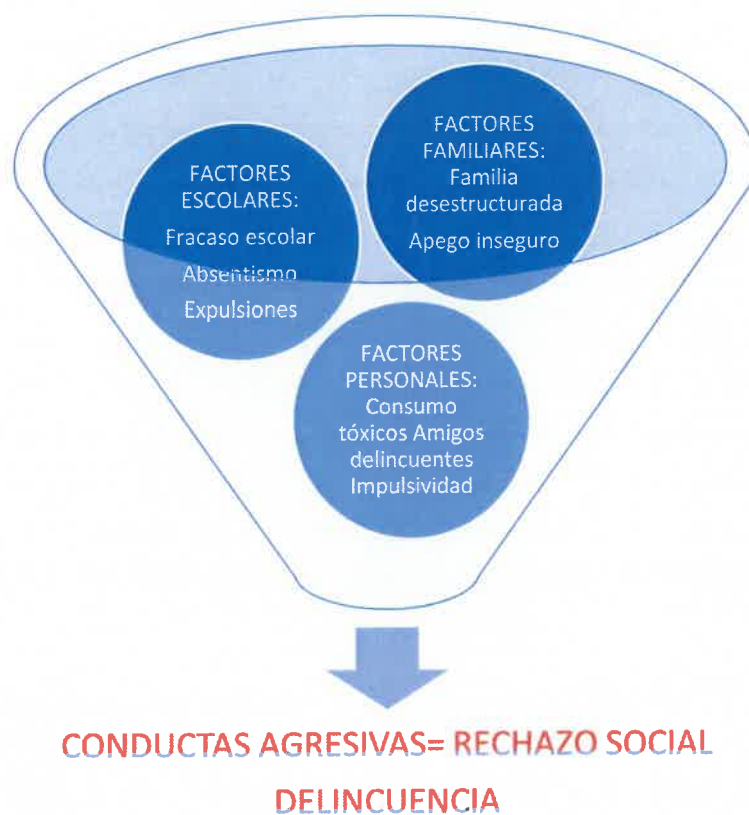 FACTORES
ESCOLARES:
Fracaso escolar
Absentismo
Expulsiones
FACTORES
FAMILIARES:
Familia
desestructurada
Apego inseguro
FACTORES
PERSONALES:
Consumo
tóxicos Amigos
delincuentes
Impulsividad
CONDUCTAS AGRESIVAS= RECHAZO SOCIAL
DELINCUENCIA